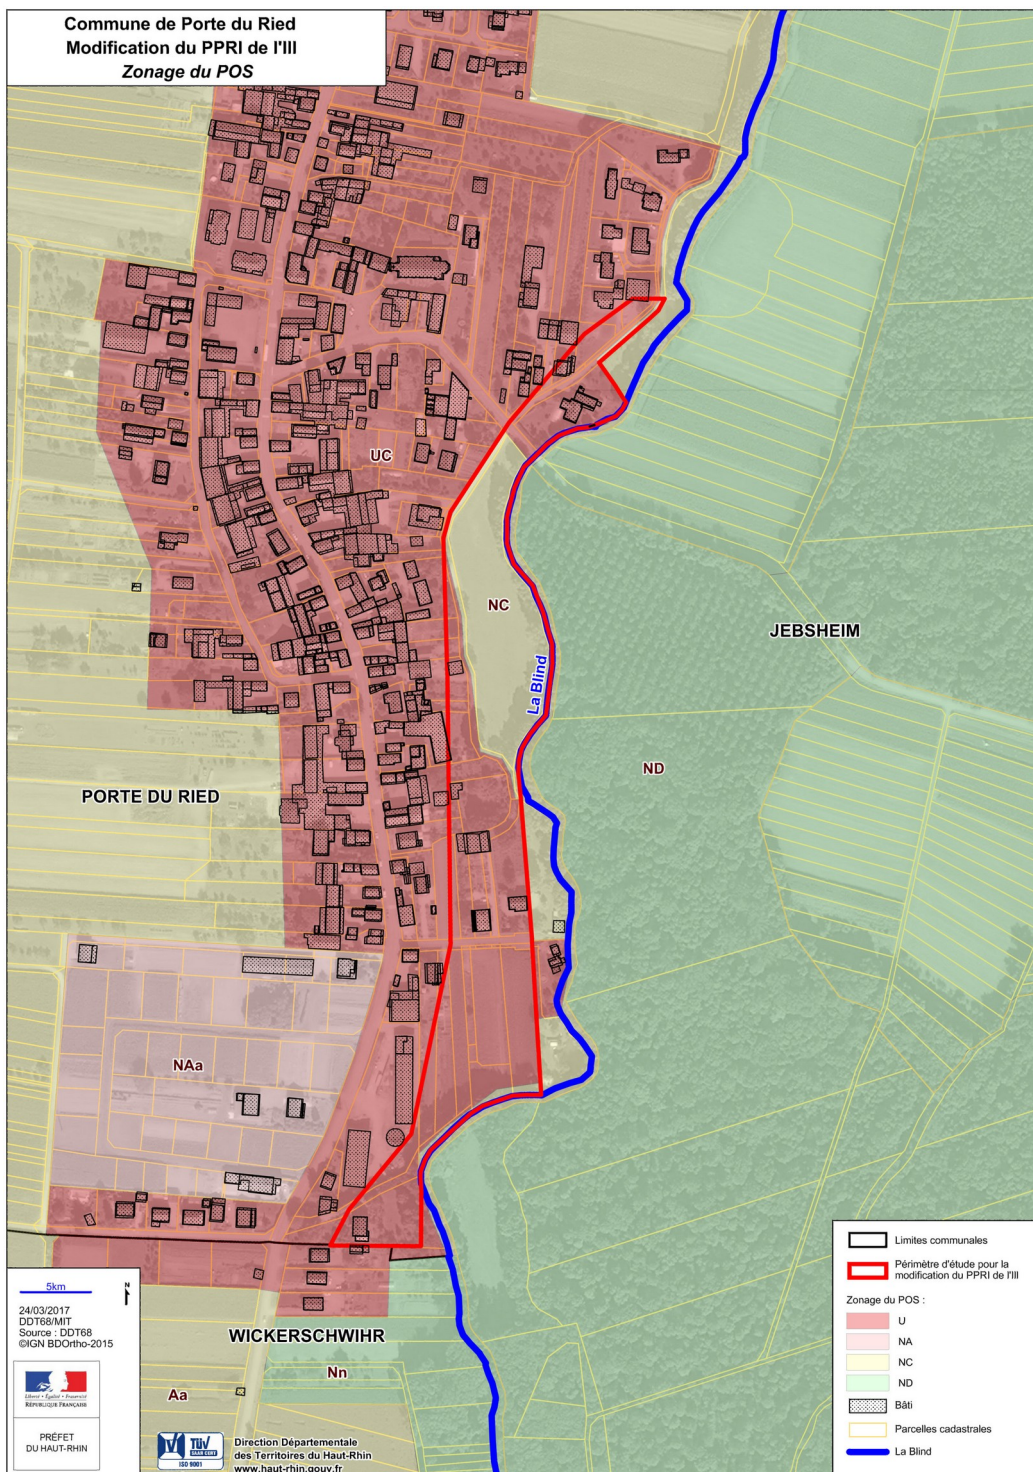 Commune de Porte du Ried
Modification du PPRI de l'Ill
Zonage du POS
UC
NC
JEBSHEIM
La Blind
ND
PORTE DU RIED
NAa
WICKERSCHWIHR
Nn
Aa
5km
N
24/03/2017
DDT68/MIT
Source : DDT68
©IGN BDOrtho-2015
Liberté • Égalité • Fraternité
RÉPUBLIQUE FRANÇAISE
PRÉFET
DU HAUT-RHIN
TÜV
SAAR CERT
ISO 9001
Direction Départementale
des Territoires du Haut-Rhin
www.haut-rhin.gouv.fr
Limites communales
Périmètre d'étude pour la
modification du PPRI de l'Ill
Zonage du POS :
U
NA
NC
ND
Bâti
Parcelles cadastrales
La Blind